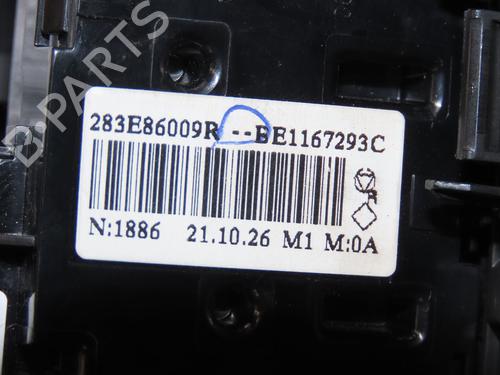 283E86009R --BE1167293C
R
N:1886 21.10.26 M1 M:0A
B-PARTS